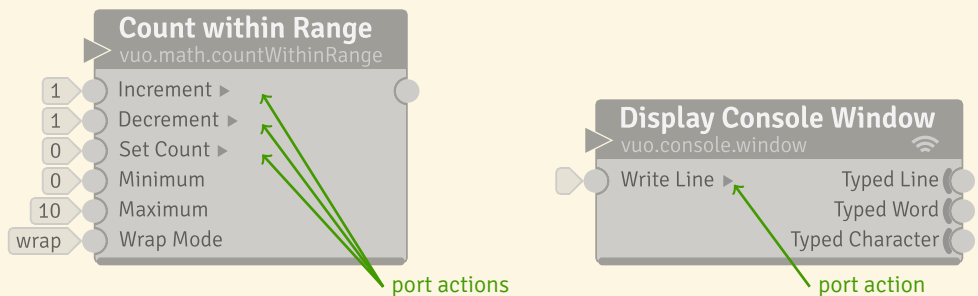 Count within Range
vuo.math.countWithinRange
1 Increment
1 Decrement
0 Set Count
0 Minimum
10 Maximum
wrap Wrap Mode
port actions
Display Console Window
vuo.console.window
Write Line Typed Line
Typed Word
Typed Character
port action